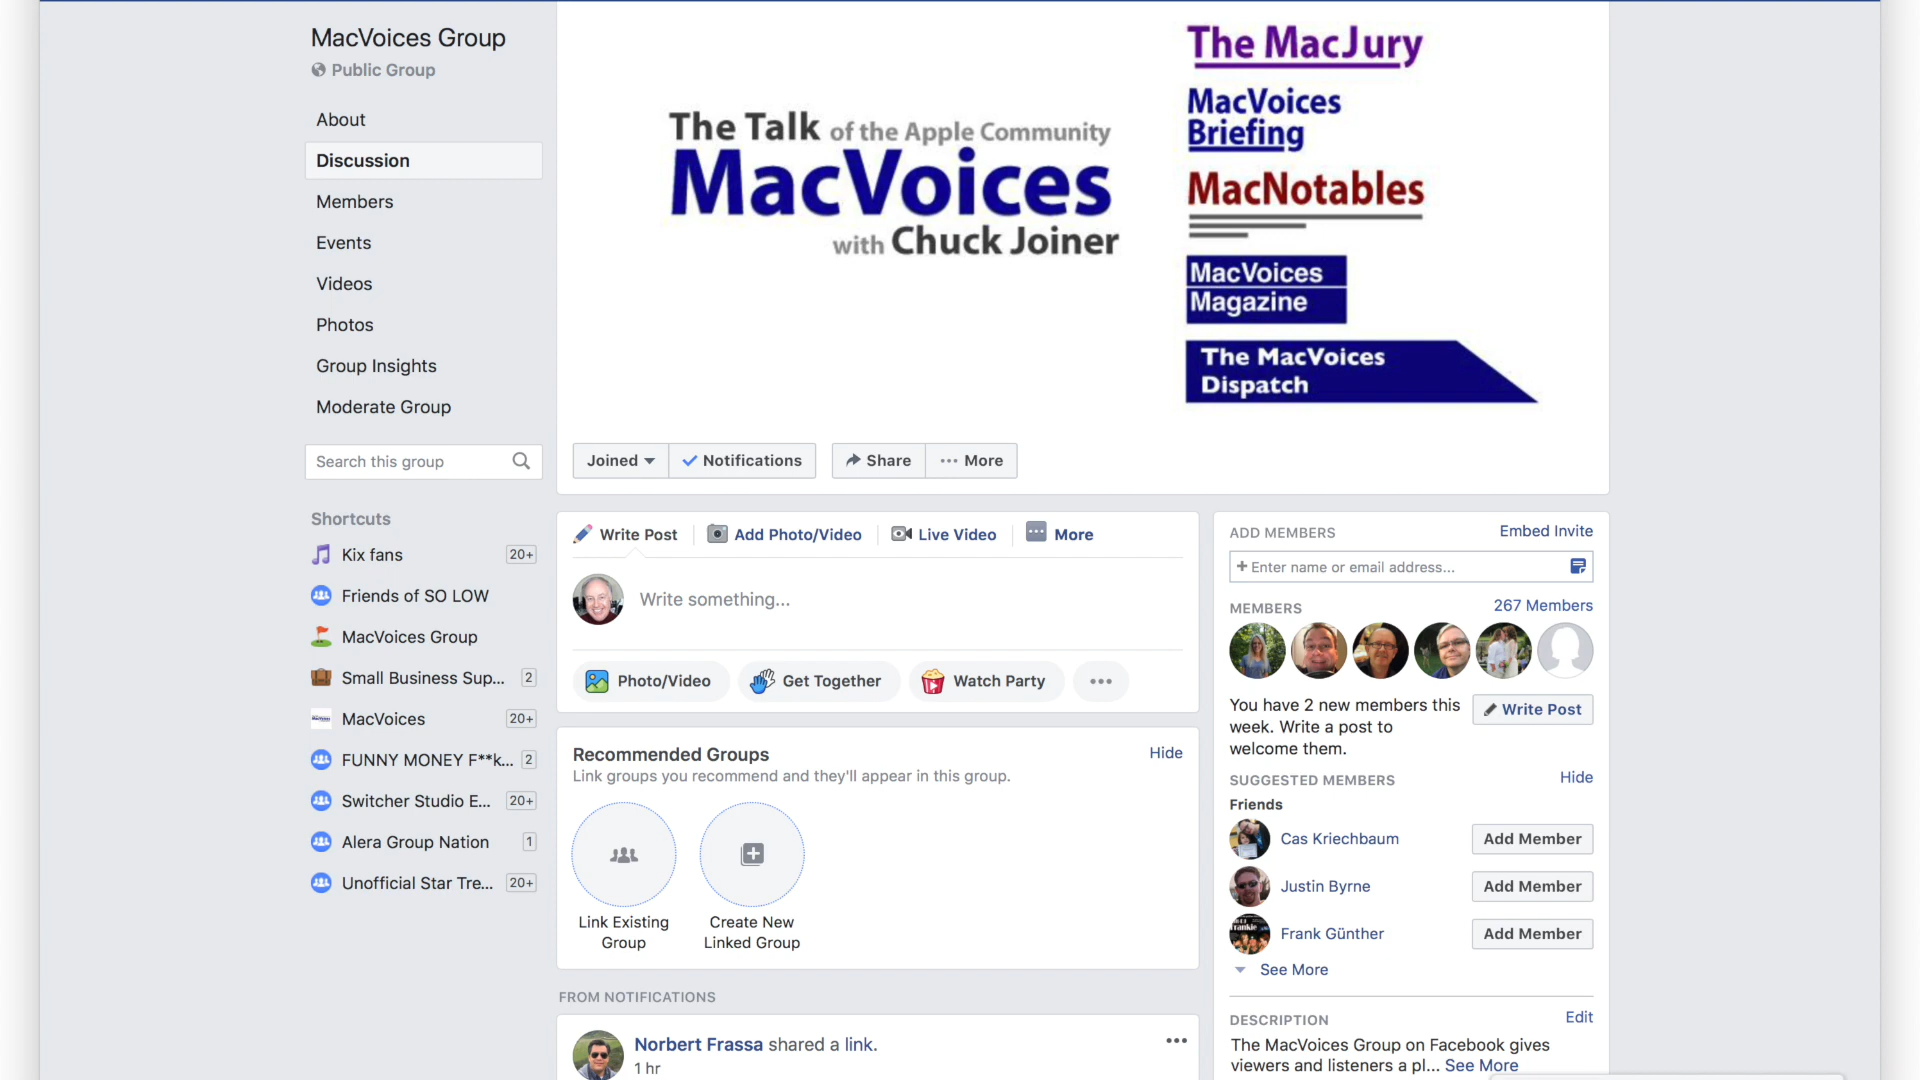 MacVoices Group
Public Group
About
Discussion
Members
Events
Videos
Photos
Group Insights
Moderate Group
Search this group
Shortcuts
Kix fans 20+
Friends of SO LOW
MacVoices Group
Small Business Sup... 2
MacVoices 20+
FUNNY MONEY F**k... 2
Switcher Studio E... 20+
Alera Group Nation 1
Unofficial Star Tre... 20+
The Talk of the Apple Community
MacVoices
with Chuck Joiner
The MacJury
MacVoices
Briefing
MacNotables
MacVoices
Magazine
The MacVoices
Dispatch
Joined Notifications Share More
Write Post Add Photo/Video Live Video More
Write something...
Photo/Video Get Together Watch Party
Recommended Groups Hide
Link groups you recommend and they'll appear in this group.
Link Existing
Group
Create New
Linked Group
FROM NOTIFICATIONS
Norbert Frassa shared a link.
1 hr
ADD MEMBERS Embed Invite
+ Enter name or email address...
MEMBERS 267 Members
You have 2 new members this
week. Write a post to
welcome them.
Write Post
SUGGESTED MEMBERS Hide
Friends
Cas Kriechbaum Add Member
Justin Byrne Add Member
Frank Günther Add Member
See More
DESCRIPTION Edit
The MacVoices Group on Facebook gives
viewers and listeners a pl... See More